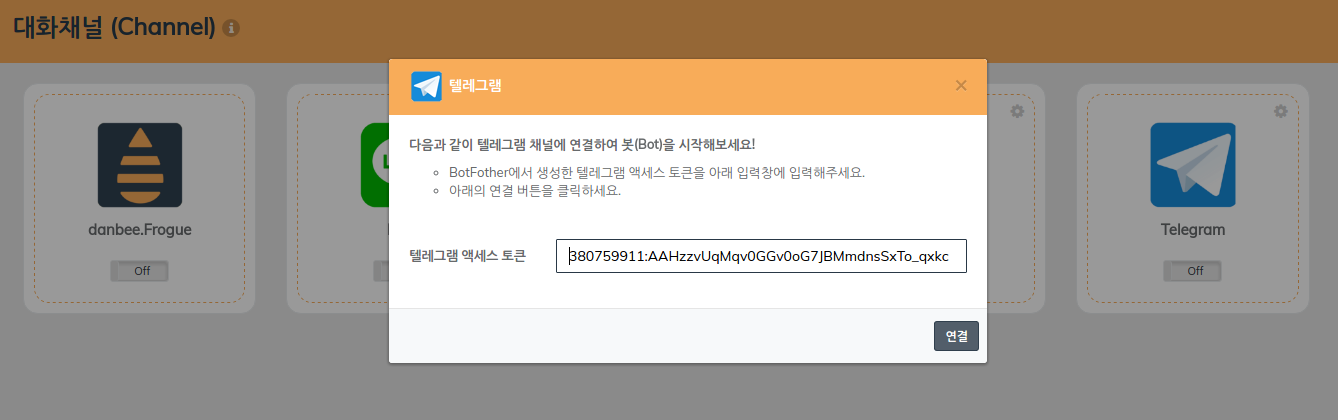 대화채널 (Channel)
텔레그램
다음과 같이 텔레그램 채널에 연결하여 봇(Bot)을 시작해보세요!
BotFother에서 생성한 텔레그램 액세스 토큰을 아래 입력창에 입력해주세요.
아래의 연결 버튼을 클릭하세요.
텔레그램 액세스 토큰
380759911:AAHzzvUqMqv0GGv0oG7JBMmdnsSxTo_qxkc
연결
danbee.Frogue
Off
Telegram
Off